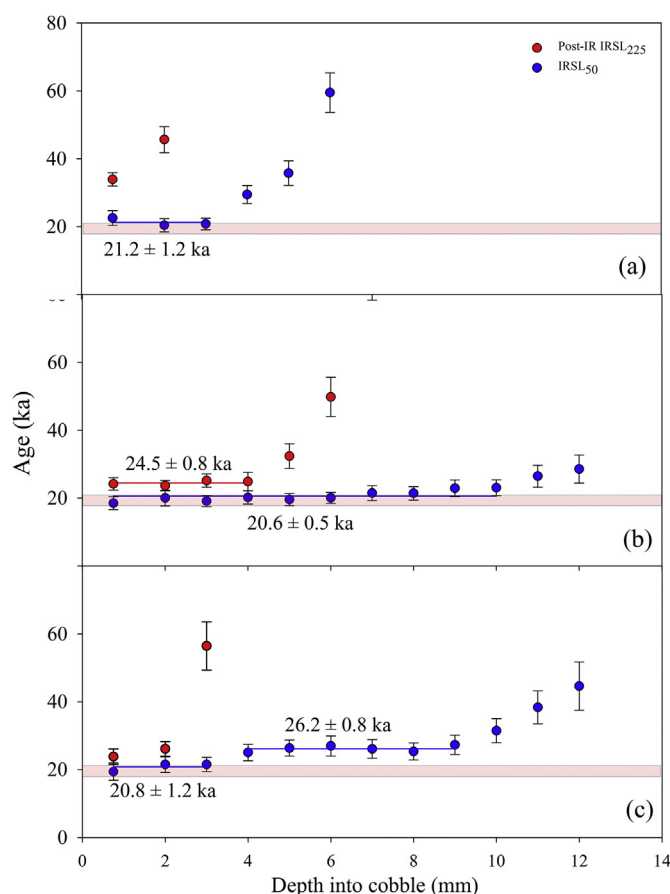 80
Post-IR IRSL225
IRSL50
60
40
20
21.2 ± 1.2 ka
(a)
60
40
24.5 ± 0.8 ka
20
20.6 ± 0.5 ka
(b)
Age (ka)
60
40
26.2 ± 0.8 ka
20
20.8 ± 1.2 ka
(c)
0
0 2 4 6 8 10 12 14
Depth into cobble (mm)